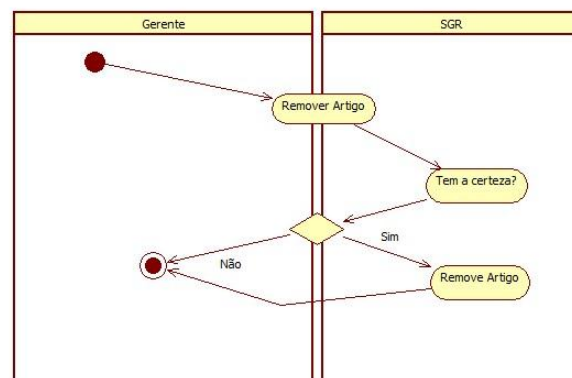 Gerente
SGR
Remover Artigo
Tem a certeza?
Sim
Não
Remove Artigo